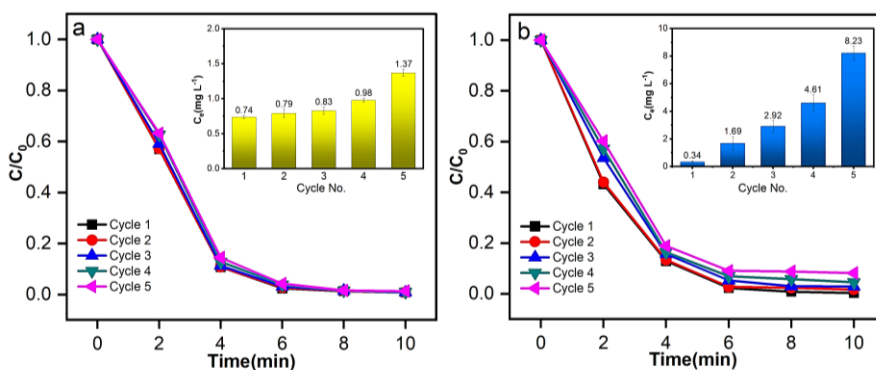 a
C/C₀
1.0
0.8
0.6
0.4
0.2
0.0
0 2 4 6 8 10
Time(min)
Cycle 1
Cycle 2
Cycle 3
Cycle 4
Cycle 5
Cₑ(mg L⁻¹)
2.0
1.5
1.0
0.5
0.0
0.74 0.79 0.83 0.98 1.37
1 2 3 4 5
Cycle No.
b
C/C₀
1.0
0.8
0.6
0.4
0.2
0.0
0 2 4 6 8 10
Time(min)
Cycle 1
Cycle 2
Cycle 3
Cycle 4
Cycle 5
Cₑ(mg L⁻¹)
10
8
6
4
2
0
0.34 1.69 2.92 4.61 8.23
1 2 3 4 5
Cycle No.